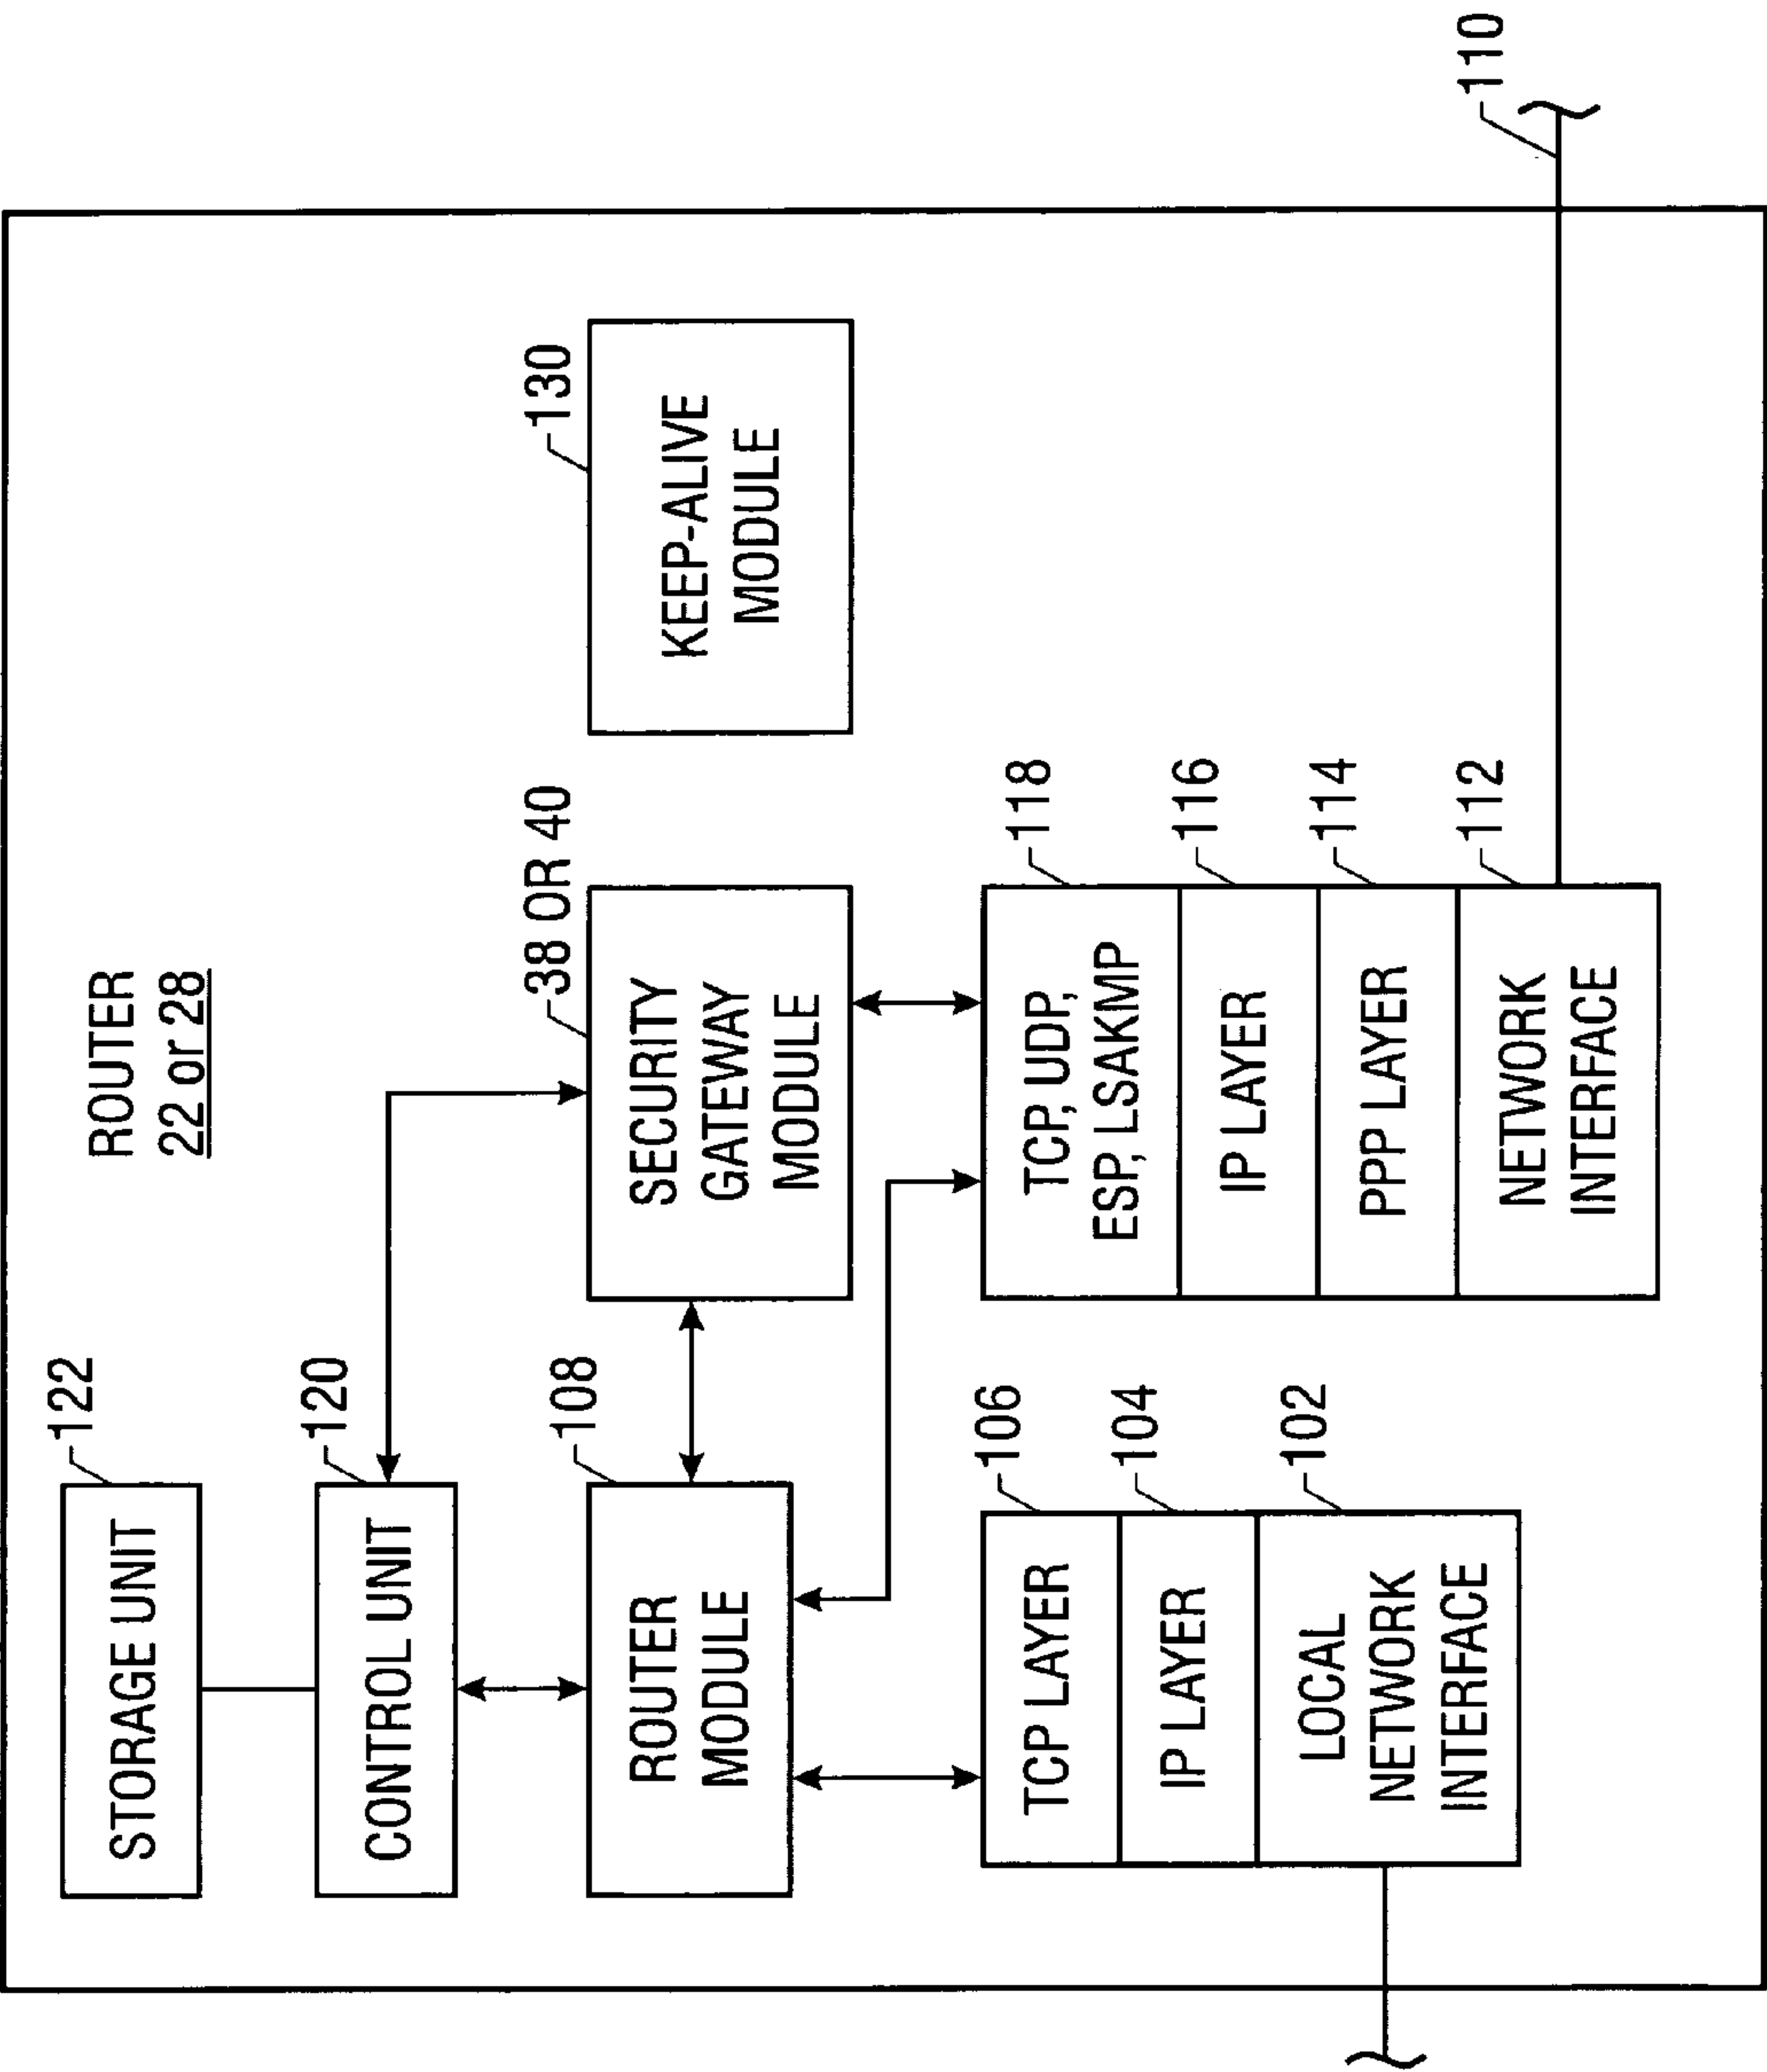 ROUTER
22 or 28
122
STORAGE UNIT
120
CONTROL UNIT
108
ROUTER
MODULE
38 OR 40
SECURITY
GATEWAY
MODULE
130
KEEP-ALIVE
MODULE
106
TCP LAYER
104
IP LAYER
102
LOCAL
NETWORK
INTERFACE
118
TCP, UDP,
ESP, LSAKMP
116
IP LAYER
114
PPP LAYER
112
NETWORK
INTERFACE
110